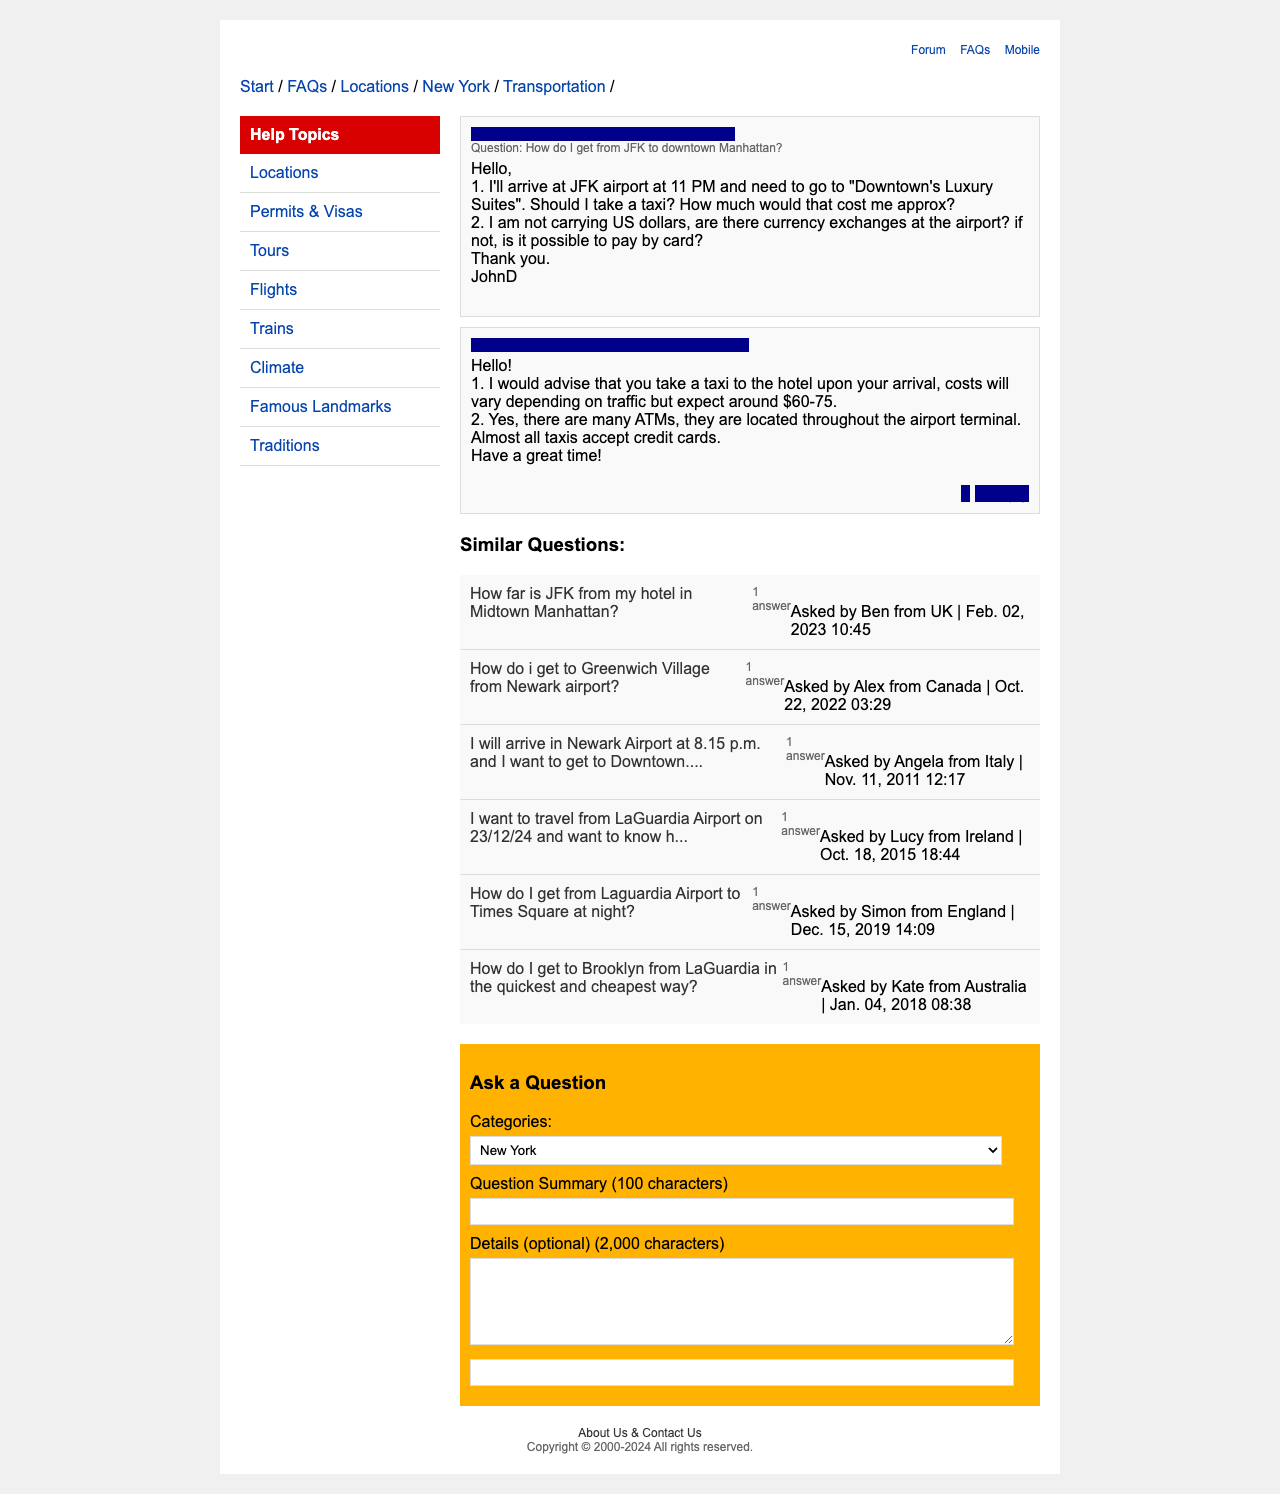 Forum FAQs Mobile
Start / FAQs / Locations / New York / Transportation /
Help Topics
Locations
Permits & Visas
Tours
Flights
Trains
Climate
Famous Landmarks
Traditions
Question: How do I get from JFK to downtown Manhattan?
Hello,
1. I'll arrive at JFK airport at 11 PM and need to go to "Downtown's Luxury
Suites". Should I take a taxi? How much would that cost me approx?
2. I am not carrying US dollars, are there currency exchanges at the airport? if
not, is it possible to pay by card?
Thank you.
JohnD
Hello!
1. I would advise that you take a taxi to the hotel upon your arrival, costs will
vary depending on traffic but expect around $60-75.
2. Yes, there are many ATMs, they are located throughout the airport terminal.
Almost all taxis accept credit cards.
Have a great time!
Similar Questions:
How far is JFK from my hotel in
Midtown Manhattan?
1
answer
Asked by Ben from UK | Feb. 02,
2023 10:45
How do i get to Greenwich Village
from Newark airport?
1
answer
Asked by Alex from Canada | Oct.
22, 2022 03:29
I will arrive in Newark Airport at 8.15 p.m.
and I want to get to Downtown....
1
answer
Asked by Angela from Italy |
Nov. 11, 2011 12:17
I want to travel from LaGuardia Airport on
23/12/24 and want to know h...
1
answer
Asked by Lucy from Ireland |
Oct. 18, 2015 18:44
How do I get from Laguardia Airport to
Times Square at night?
1
answer
Asked by Simon from England |
Dec. 15, 2019 14:09
How do I get to Brooklyn from LaGuardia in
the quickest and cheapest way?
1
answer
Asked by Kate from Australia
| Jan. 04, 2018 08:38
Ask a Question
Categories:
New York
Question Summary (100 characters)
Details (optional) (2,000 characters)
About Us & Contact Us
Copyright © 2000-2024 All rights reserved.